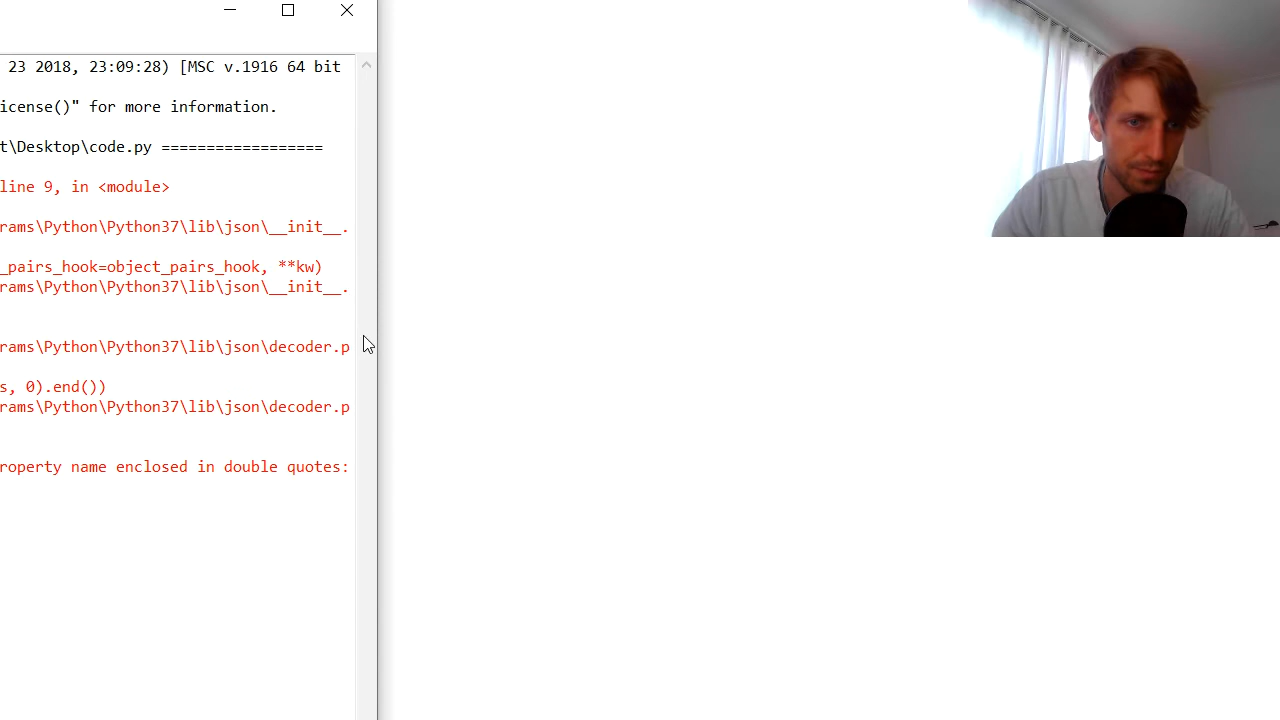 23 2018, 23:09:28) [MSC v.1916 64 bit
icense()" for more information.
t\Desktop\code.py ==================
line 9, in <module>
rams\Python\Python37\lib\json\__init__.
_pairs_hook=object_pairs_hook, **kw)
rams\Python\Python37\lib\json\__init__.
rams\Python\Python37\lib\json\decoder.p
s, 0).end())
rams\Python\Python37\lib\json\decoder.p
roperty name enclosed in double quotes: